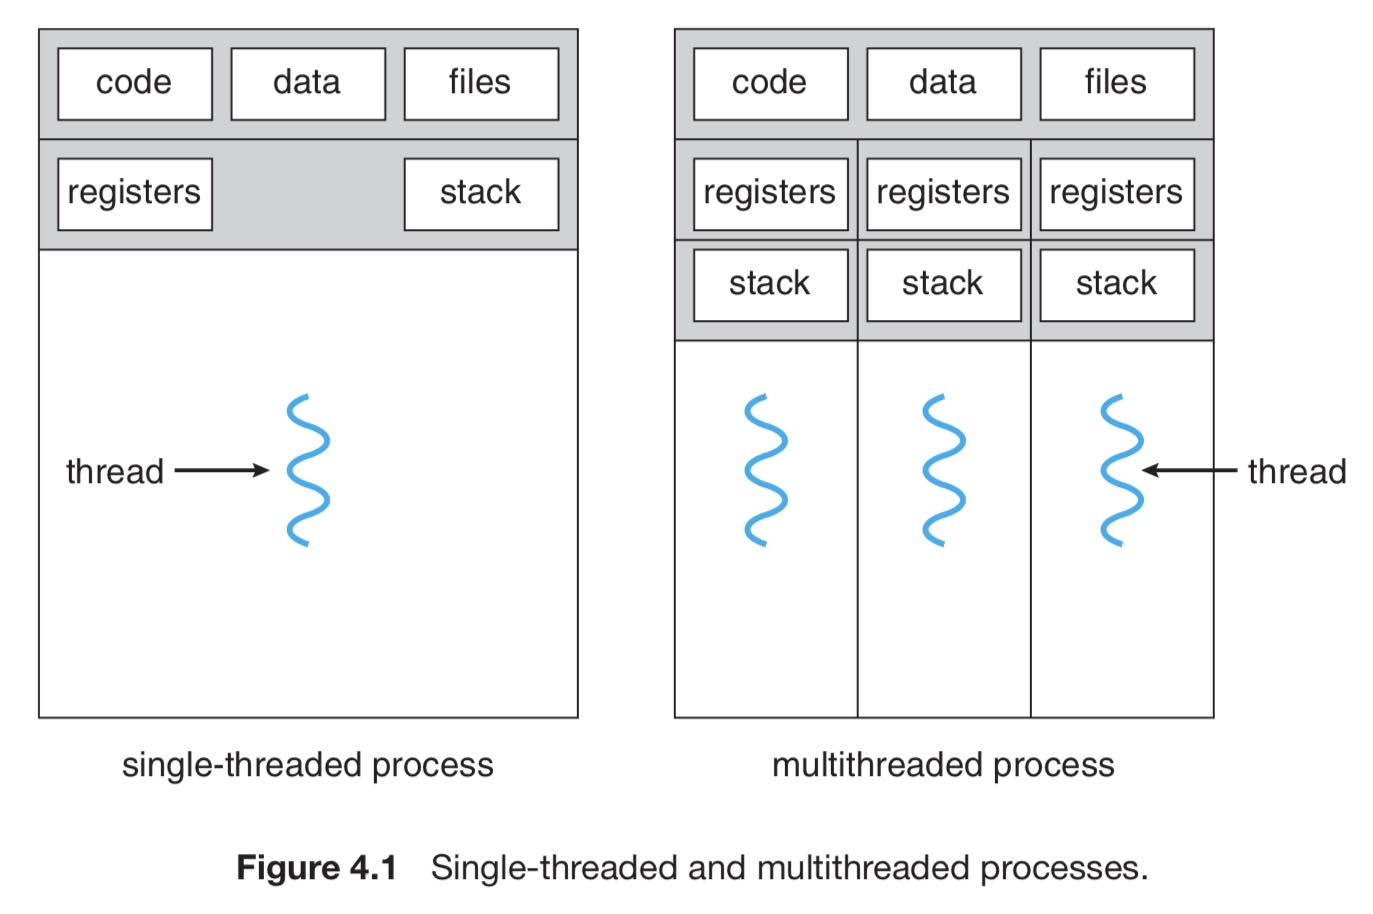 code data files code data files
registers stack registers registers registers
stack stack stack
thread thread
single-threaded process multithreaded process
Figure 4.1 Single-threaded and multithreaded processes.